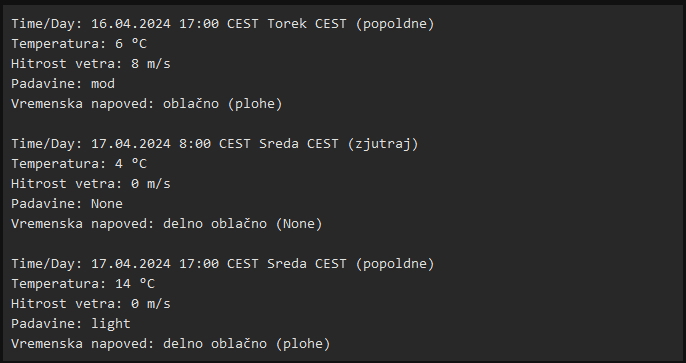 Time/Day: 16.04.2024 17:00 CEST Torek CEST (popoldne)
Temperatura: 6 °C
Hitrost vetra: 8 m/s
Padavine: mod
Vremenska napoved: oblačno (plohe)

Time/Day: 17.04.2024 8:00 CEST Sreda CEST (zjutraj)
Temperatura: 4 °C
Hitrost vetra: 0 m/s
Padavine: None
Vremenska napoved: delno oblačno (None)

Time/Day: 17.04.2024 17:00 CEST Sreda CEST (popoldne)
Temperatura: 14 °C
Hitrost vetra: 0 m/s
Padavine: light
Vremenska napoved: delno oblačno (plohe)